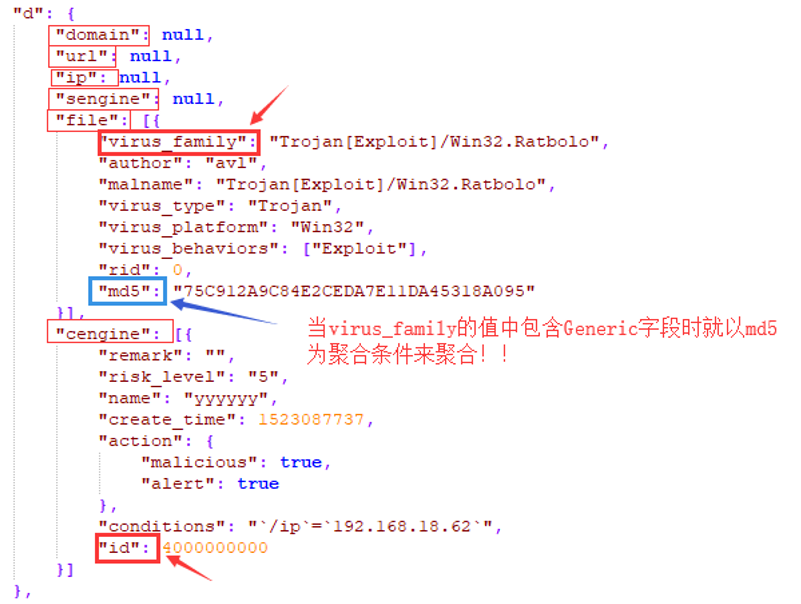 "d": {
"domain": null,
"url": null,
"ip": null,
"sengine": null,
"file": [{
"virus_family": "Trojan[Exploit]/Win32.Ratbolo",
"author": "avl",
"malname": "Trojan[Exploit]/Win32.Ratbolo",
"virus_type": "Trojan",
"virus_platform": "Win32",
"virus_behaviors": ["Exploit"],
"rid": 0,
"md5": "75C912A9C84E2CEDA7E11DA45318A095"
}],
当virus_family的值中包含Generic字段时就以md5
为聚合条件来聚合！！
"cengine": [{
"remark": "",
"risk_level": "5",
"name": "yyyyyy",
"create_time": 1523087737,
"action": {
"malicious": true,
"alert": true
},
"conditions": "`/ip`=`192.168.18.62`",
"id": 4000000000
}]
},